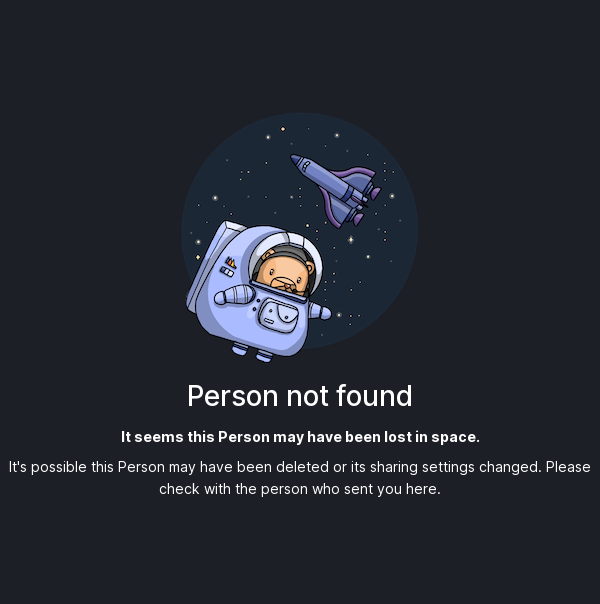 Person not found
It seems this Person may have been lost in space.
It's possible this Person may have been deleted or its sharing settings changed. Please
check with the person who sent you here.